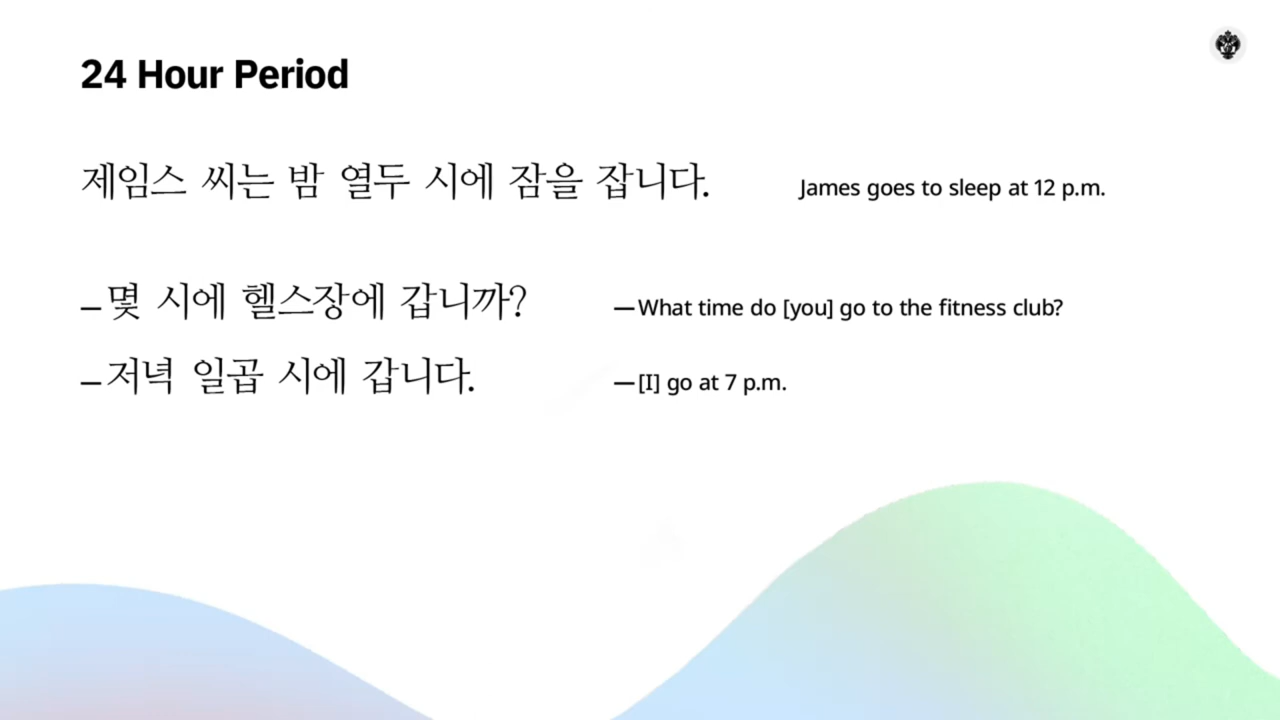 24 Hour Period
제임스 씨는 밤 열두 시에 잠을 잡니다. James goes to sleep at 12 p.m.
–몇 시에 헬스장에 갑니까? –What time do [you] go to the fitness club?
–저녁 일곱 시에 갑니다. –[I] go at 7 p.m.